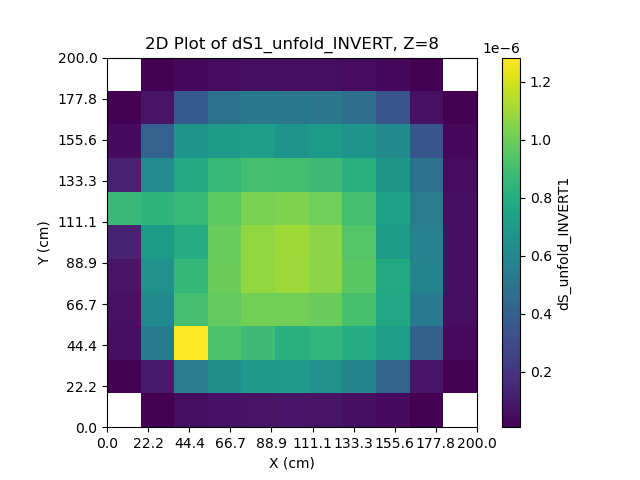 2D Plot of dS1_unfold_INVERT, Z=8
1e−6
200.0
177.8
155.6
133.3
111.1
88.9
66.7
44.4
22.2
0.0
Y (cm)
0.0 22.2 44.4 66.7 88.9 111.1 133.3 155.6 177.8 200.0
X (cm)
1.2
1.0
0.8
0.6
0.4
0.2
dS_unfold_INVERT1